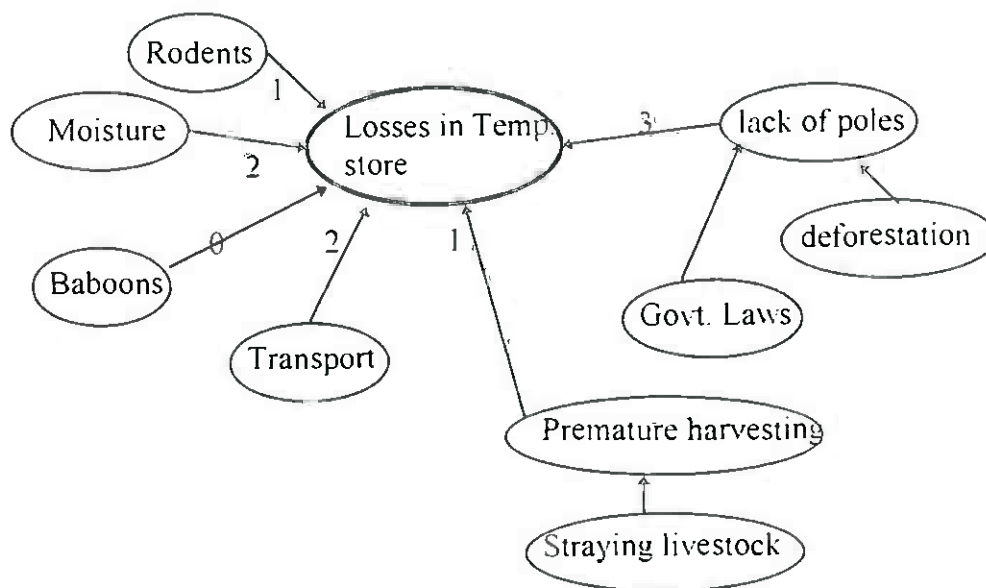 Rodents
1
Moisture
2
Losses in Temp.
store
3
lack of poles
deforestation
Baboons
0
2
1
Transport
Govt. Laws
Premature harvesting
Straying livestock